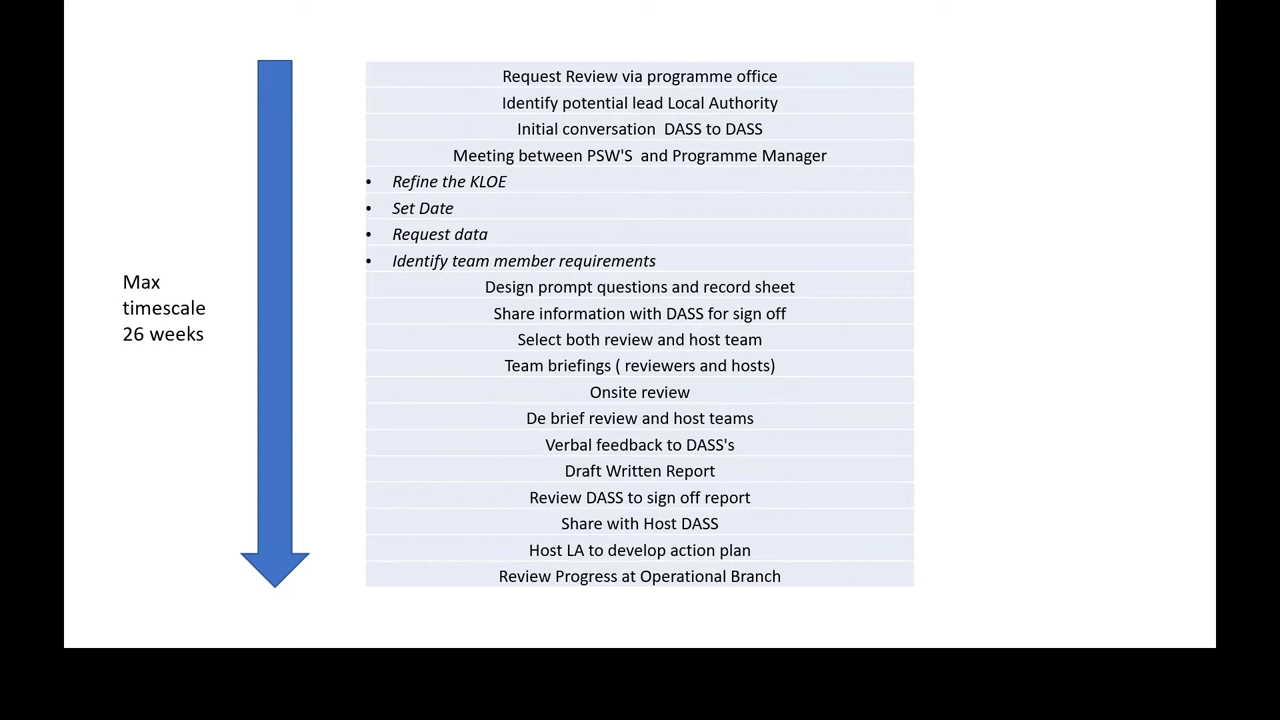 Request Review via programme office
Identify potential lead Local Authority
Initial conversation  DASS to DASS
Meeting between PSW'S  and Programme Manager
• Refine the KLOE
• Set Date
• Request data
• Identify team member requirements
Design prompt questions and record sheet
Share information with DASS for sign off
Select both review and host team
Team briefings ( reviewers and hosts)
Onsite review
De brief review and host teams
Verbal feedback to DASS's
Draft Written Report
Review DASS to sign off report
Share with Host DASS
Host LA to develop action plan
Review Progress at Operational Branch
Max
timescale
26 weeks